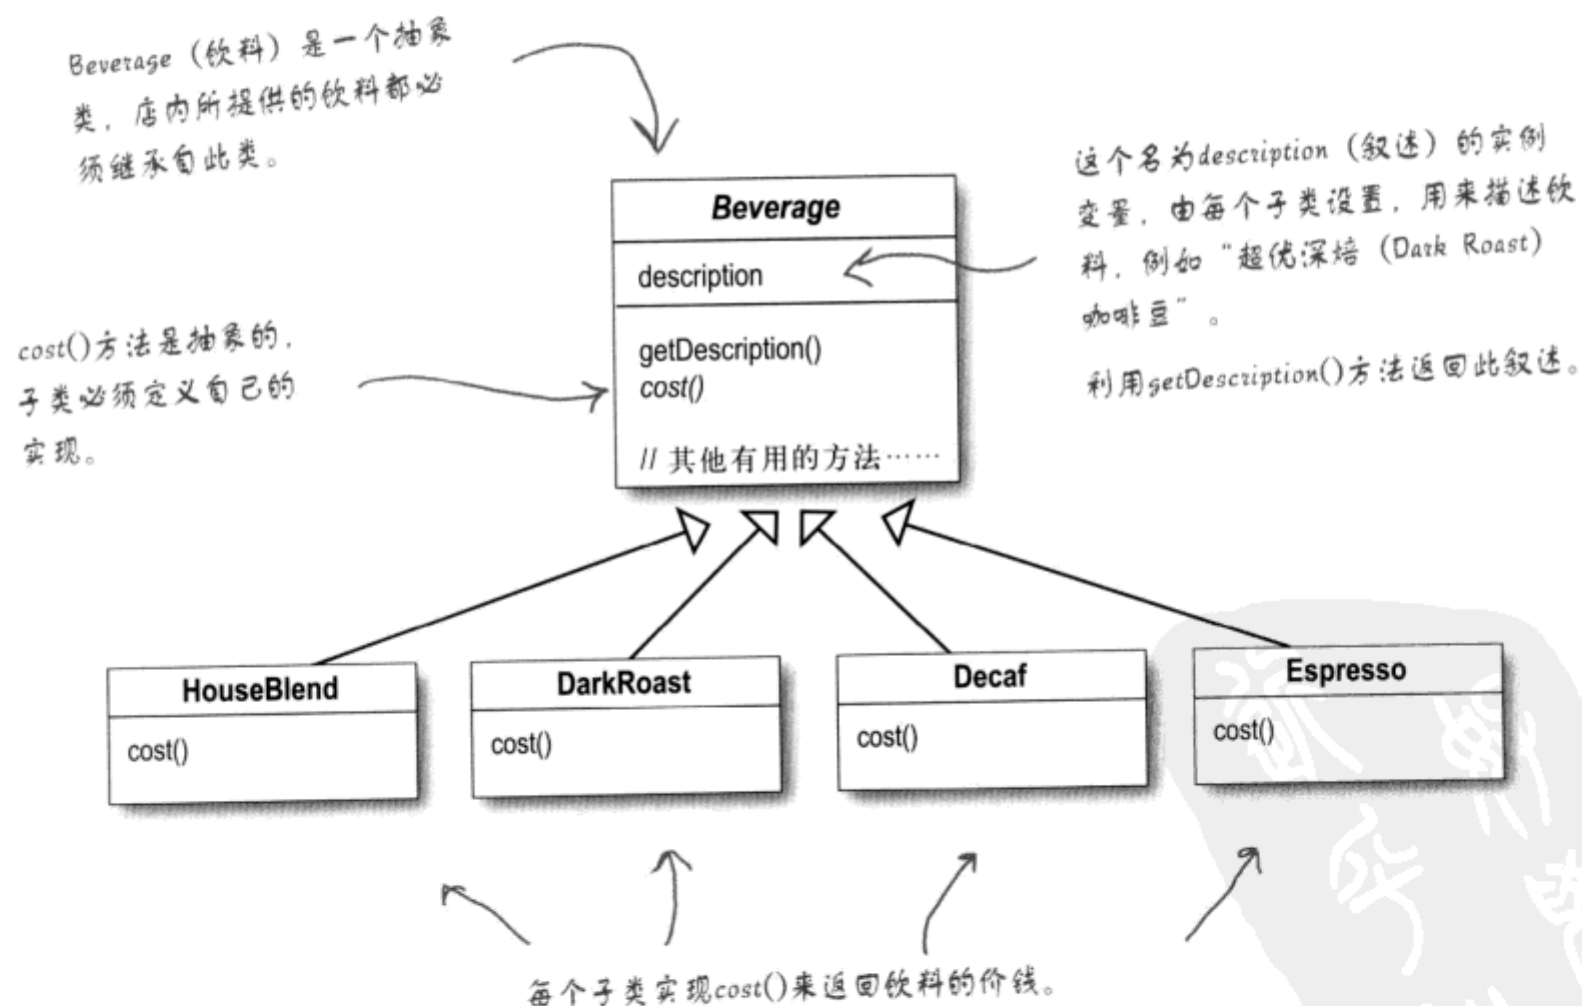 Beverage（饮料）是一个抽象
类，店内所提供的饮料都必
须继承自此类。
这个名为description（叙述）的实例
变量，由每个子类设置，用来描述饮
料，例如“超优深焙（Dark Roast）
咖啡豆”。
利用getDescription()方法返回此叙述。
cost()方法是抽象的，
子类必须定义自己的
实现。
Beverage
description
getDescription()
cost()
// 其他有用的方法……
HouseBlend
cost()
DarkRoast
cost()
Decaf
cost()
Espresso
cost()
每个子类实现cost()来返回饮料的价钱。